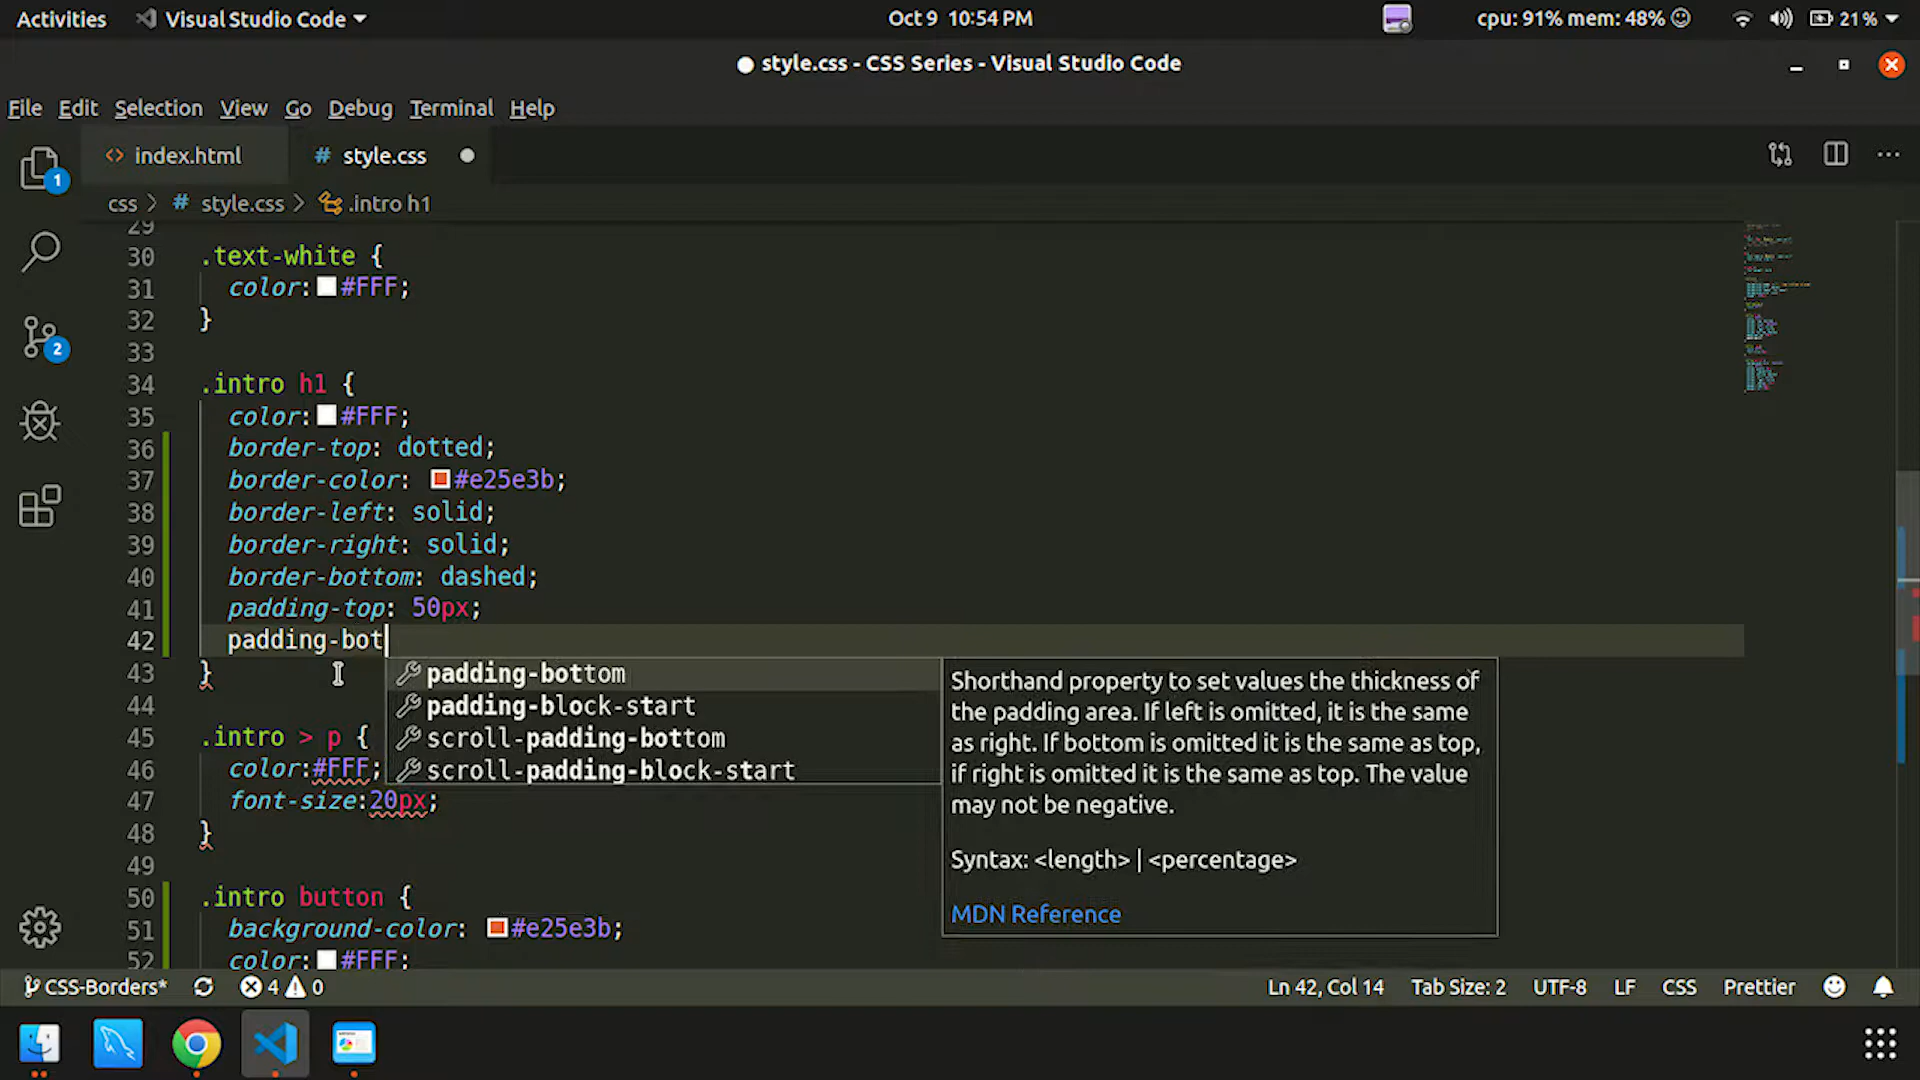 Activities Visual Studio Code Oct 9 10:54 PM cpu: 91% mem: 48% 21%
style.css - CSS Series - Visual Studio Code
File Edit Selection View Go Debug Terminal Help
<> index.html # style.css
css > # style.css > .intro h1
1
2
29
30 .text-white {
31 color:#FFF;
32 }
33
34 .intro h1 {
35 color:#FFF;
36 border-top: dotted;
37 border-color: #e25e3b;
38 border-left: solid;
39 border-right: solid;
40 border-bottom: dashed;
41 padding-top: 50px;
42 padding-bot
43 }
44
45 .intro > p {
46 color:#FFF;
47 font-size:20px;
48 }
49
50 .intro button {
51 background-color: #e25e3b;
52 color:#FFF;
padding-bottom
padding-block-start
scroll-padding-bottom
scroll-padding-block-start
Shorthand property to set values the thickness of
the padding area. If left is omitted, it is the same
as right. If bottom is omitted it is the same as top,
if right is omitted it is the same as top. The value
may not be negative.
Syntax: <length> | <percentage>
MDN Reference
CSS-Borders* 4 0 Ln 42, Col 14 Tab Size: 2 UTF-8 LF CSS Prettier